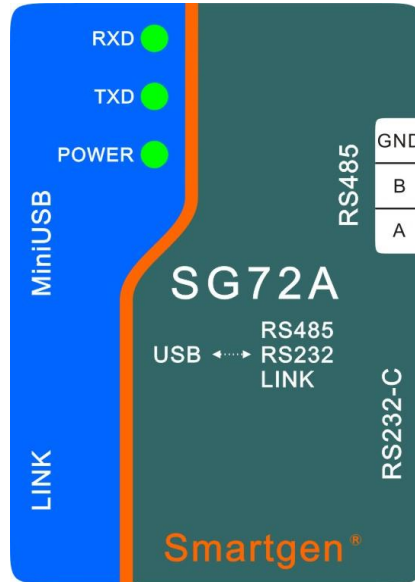 RXD
TXD
POWER
MiniUSB
LINK
RS485
GND
B
A
SG72A
USB
RS485
RS232
LINK
RS232-C
Smartgen®